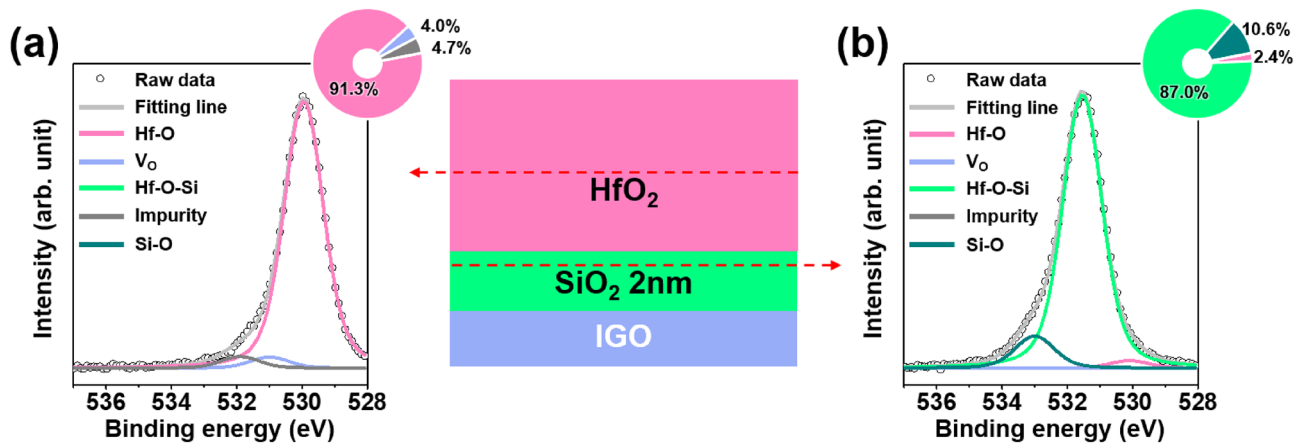 (a)
4.0%
4.7%
91.3%
Raw data
Fitting line
Hf-O
VO
Hf-O-Si
Impurity
Si-O
Intensity (arb. unit)
536 534 532 530 528
Binding energy (eV)
HfO2
SiO2 2nm
IGO
(b)
10.6%
2.4%
87.0%
Raw data
Fitting line
Hf-O
VO
Hf-O-Si
Impurity
Si-O
Intensity (arb. unit)
536 534 532 530 528
Binding energy (eV)